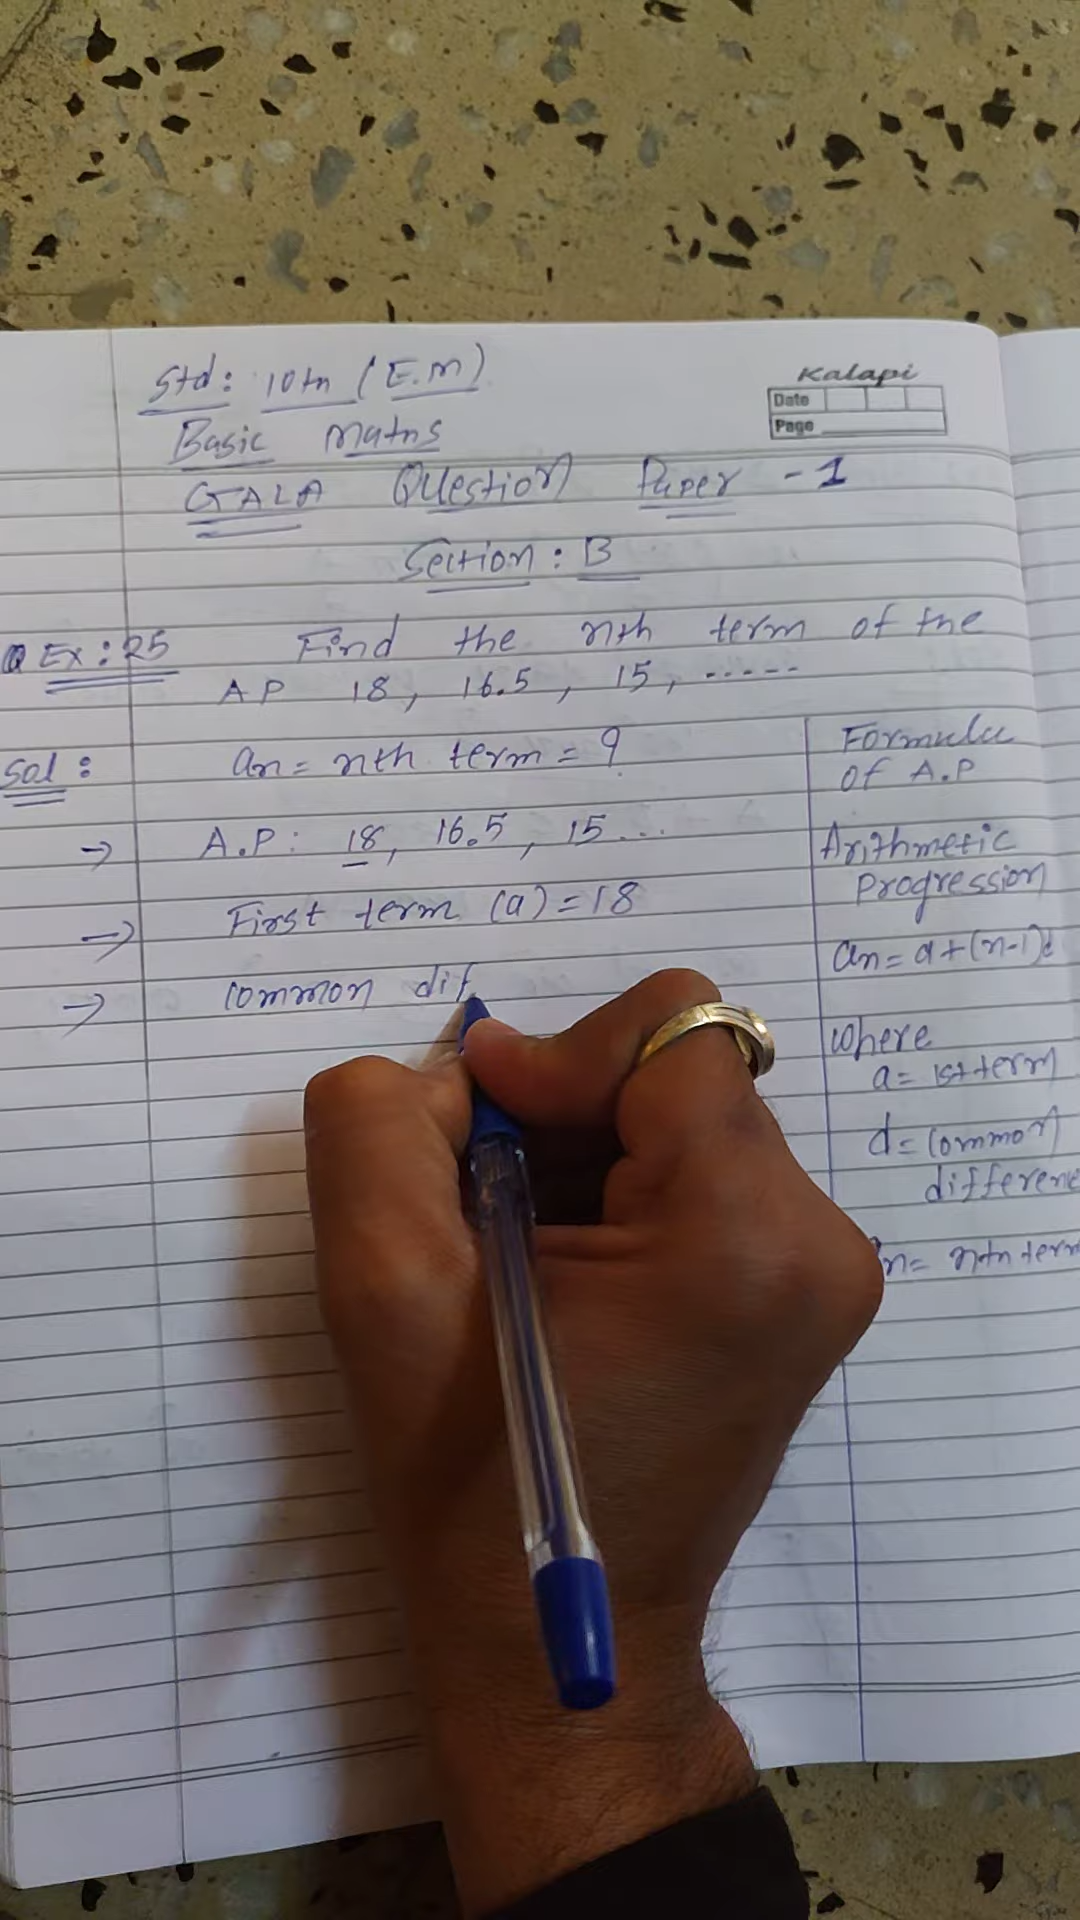 Std: 10th (E.M)
Basic Maths
GALA Question Paper - 1
Section: B
Kalapi
Date
Page
Q Ex: 25 Find the nth term of the
AP 18, 16.5, 15, .....
Sol: an = nth term = ?
→ A.P: 18, 16.5, 15...
→ First term (a) = 18
→ Common dif
Formula
of A.P
Arithmetic
Progression
an = a + (n-1)d
where
a = 1st term
d = Common
difference
n = nth term